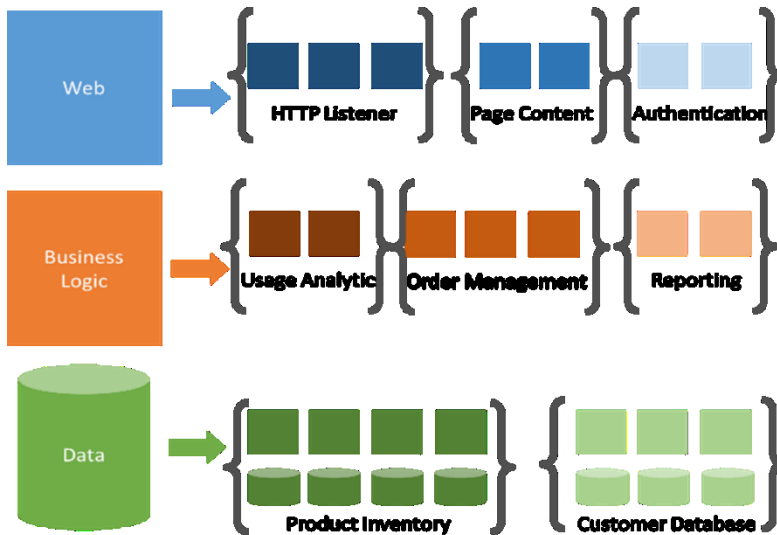 Web
HTTP Listener
Page Content
Authentication
Business
Logic
Usage Analytic
Order Management
Reporting
Data
Product Inventory
Customer Database